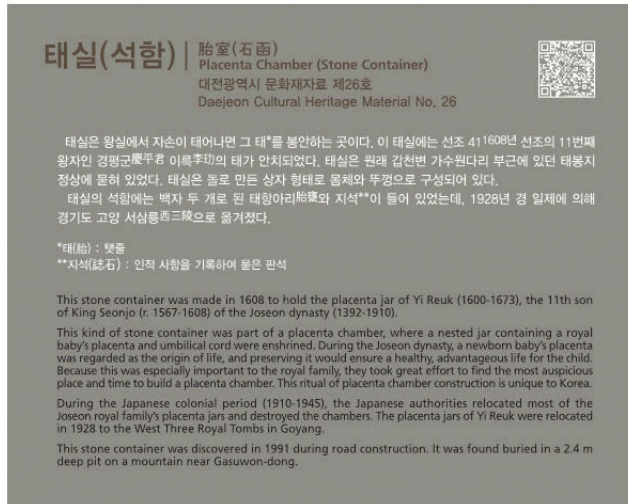 태실(석함)
胎室(石函)
Placenta Chamber (Stone Container)
대전광역시 문화재자료 제26호
Daejeon Cultural Heritage Material No. 26
태실은 왕실에서 자손이 태어나면 그 태*를 봉안하는 곳이다. 이 태실에는 선조 41 1608년 선조의 11번째
왕자인 경평군慶平君 이륵李玏의 태가 안치되었다. 태실은 원래 갑천변 가수원다리 부근에 있던 태봉지
정상에 묻혀 있었다. 태실은 돌로 만든 상자 형태로 몸체와 뚜껑으로 구성되어 있다.
태실의 석함에는 백자 두 개로 된 태항아리胎甕와 지석**이 들어 있었는데, 1928년 경 일제에 의해
경기도 고양 서삼릉西三陵으로 옮겨졌다.
*태(胎) : 탯줄
**지석(誌石) : 인적 사항을 기록하여 묻은 판석
This stone container was made in 1608 to hold the placenta jar of Yi Reuk (1600-1673), the 11th son
of King Seonjo (r. 1567-1608) of the Joseon dynasty (1392-1910).
This kind of stone container was part of a placenta chamber, where a nested jar containing a royal
baby's placenta and umbilical cord were enshrined. During the Joseon dynasty, a newborn baby's placenta
was regarded as the origin of life, and preserving it would ensure a healthy, advantageous life for the child.
Because this was especially important to the royal family, they took great effort to find the most auspicious
place and time to build a placenta chamber. This ritual of placenta chamber construction is unique to Korea.
During the Japanese colonial period (1910-1945), the Japanese authorities relocated most of the
Joseon royal family's placenta jars and destroyed the chambers. The placenta jars of Yi Reuk were relocated
in 1928 to the West Three Royal Tombs in Goyang.
This stone container was discovered in 1991 during road construction. It was found buried in a 2.4 m
deep pit on a mountain near Gasuwon-dong.